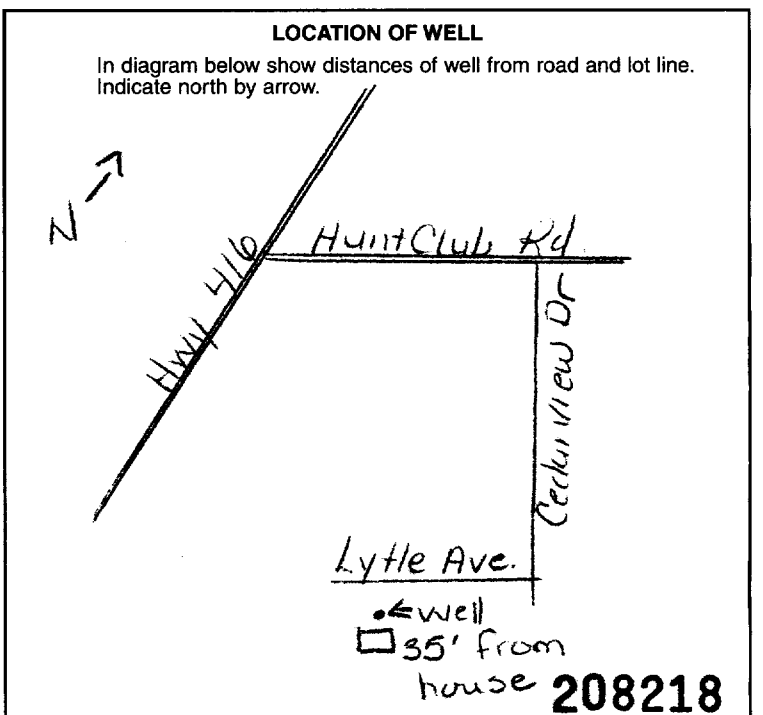 LOCATION OF WELL
In diagram below show distances of well from road and lot line.
Indicate north by arrow.
N
Hwy 416
Hunt Club Rd
Cedarview Dr
Lytle Ave.
well
35' from
house
208218